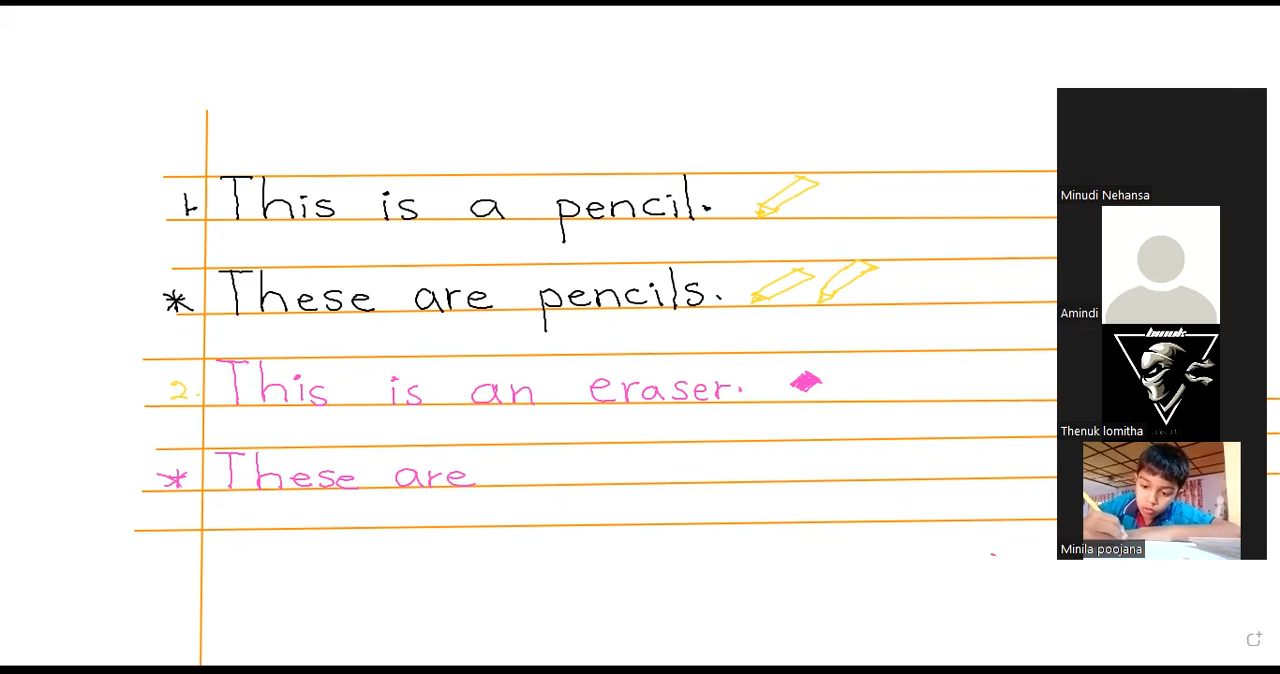 1. This is a pencil.
* These are pencils.
2. This is an eraser.
* These are
Minudi Nehansa
Amindi
Thenuk lomitha
Minila poojana